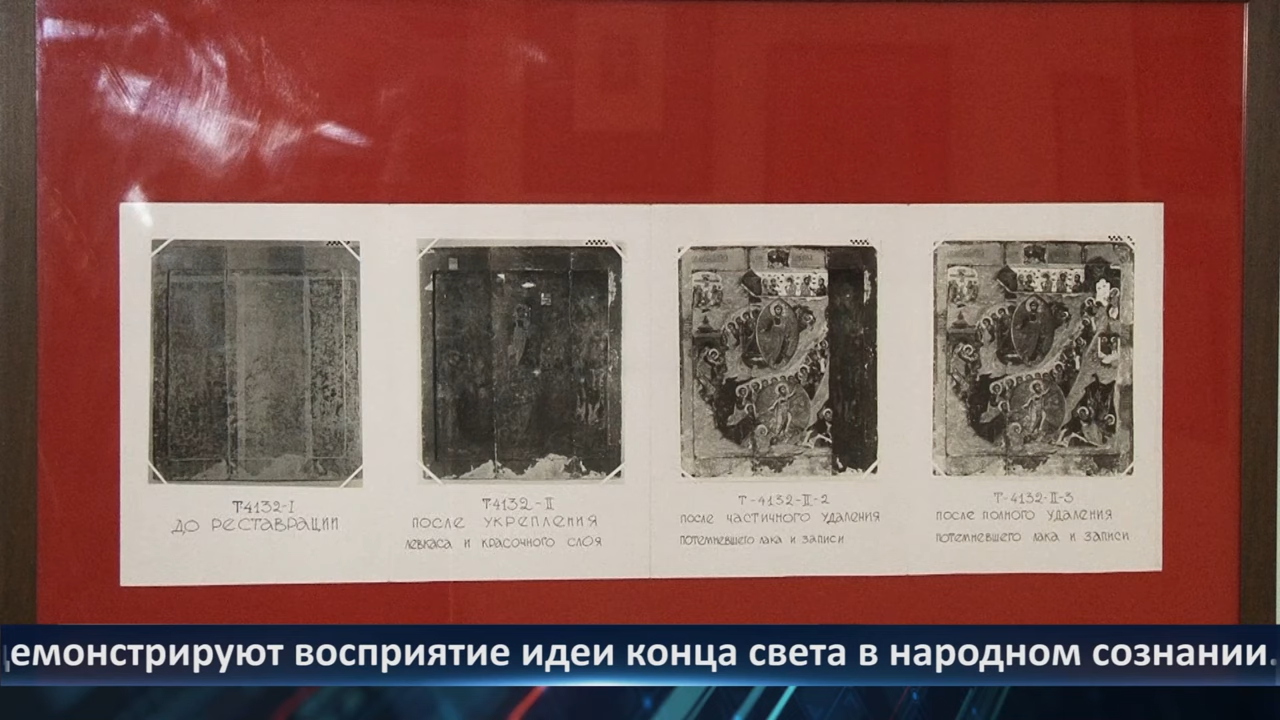 Т4132-I
ДО РЕСТАВРАЦИИ
Т4132-II
ПОСЛЕ УКРЕПЛЕНИЯ
ЛЕВКАСА И КРАСОЧНОГО СЛОЯ
Т-4132-II-2
ПОСЛЕ ЧАСТИЧНОГО УДАЛЕНИЯ
ПОТЕМНЕВШЕГО ЛАКА И ЗАПИСИ
Т-4132-II-3
ПОСЛЕ ПОЛНОГО УДАЛЕНИЯ
ПОТЕМНЕВШЕГО ЛАКА И ЗАПИСИ
емонстрируют восприятие идеи конца света в народном сознании.